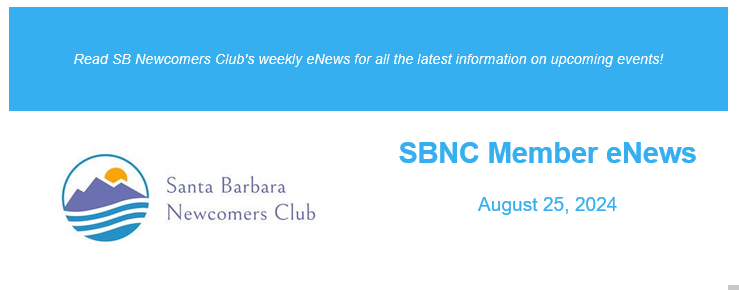 Read SB Newcomers Club's weekly eNews for all the latest information on upcoming events!
SBNC Member eNews
August 25, 2024
Santa Barbara
Newcomers Club